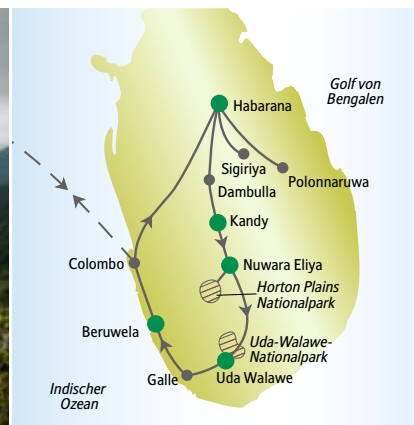 Golf von
Bengalen
Habarana
Sigiriya
Polonnaruwa
Dambulla
Kandy
Colombo
Nuwara Eliya
Horton Plains
Nationalpark
Beruwela
Uda-Walawe-
Nationalpark
Galle
Uda Walawe
Indischer
Ozean